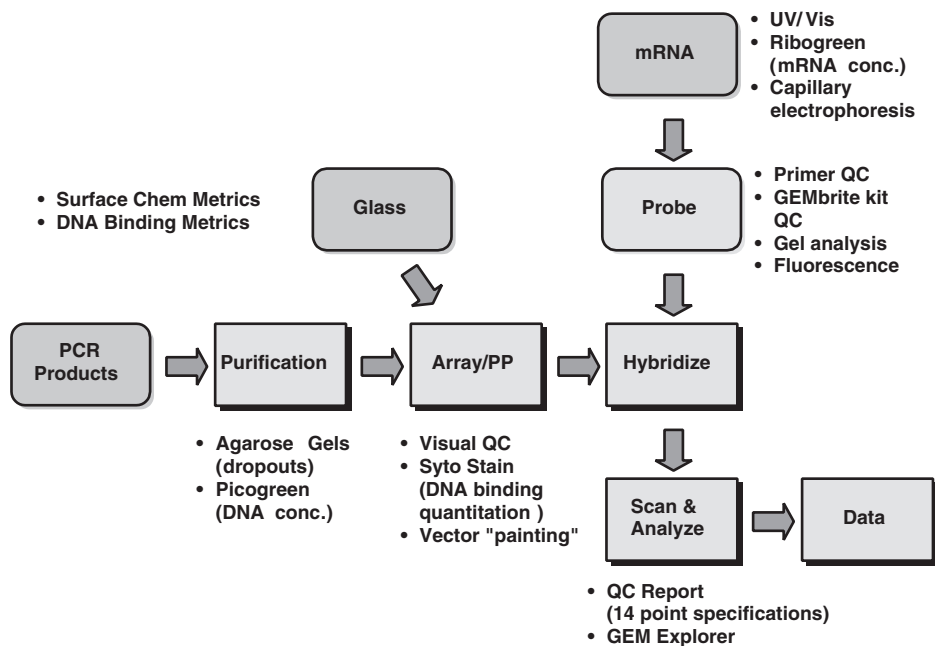 mRNA
• UV/Vis
• Ribogreen
(mRNA conc.)
• Capillary
electrophoresis
• Surface Chem Metrics
• DNA Binding Metrics
Glass
Probe
• Primer QC
• GEMbrite kit
QC
• Gel analysis
• Fluorescence
PCR
Products
Purification
Array/PP
Hybridize
• Agarose Gels
(dropouts)
• Picogreen
(DNA conc.)
• Visual QC
• Syto Stain
(DNA binding
quantitation )
• Vector "painting"
Scan &
Analyze
Data
• QC Report
(14 point specifications)
• GEM Explorer